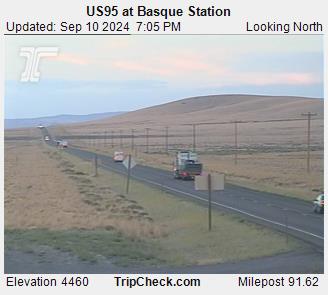 US95 at Basque Station
Updated: Sep 10 2024 7:05 PM Looking North
Elevation 4460 TripCheck.com Milepost 91.62